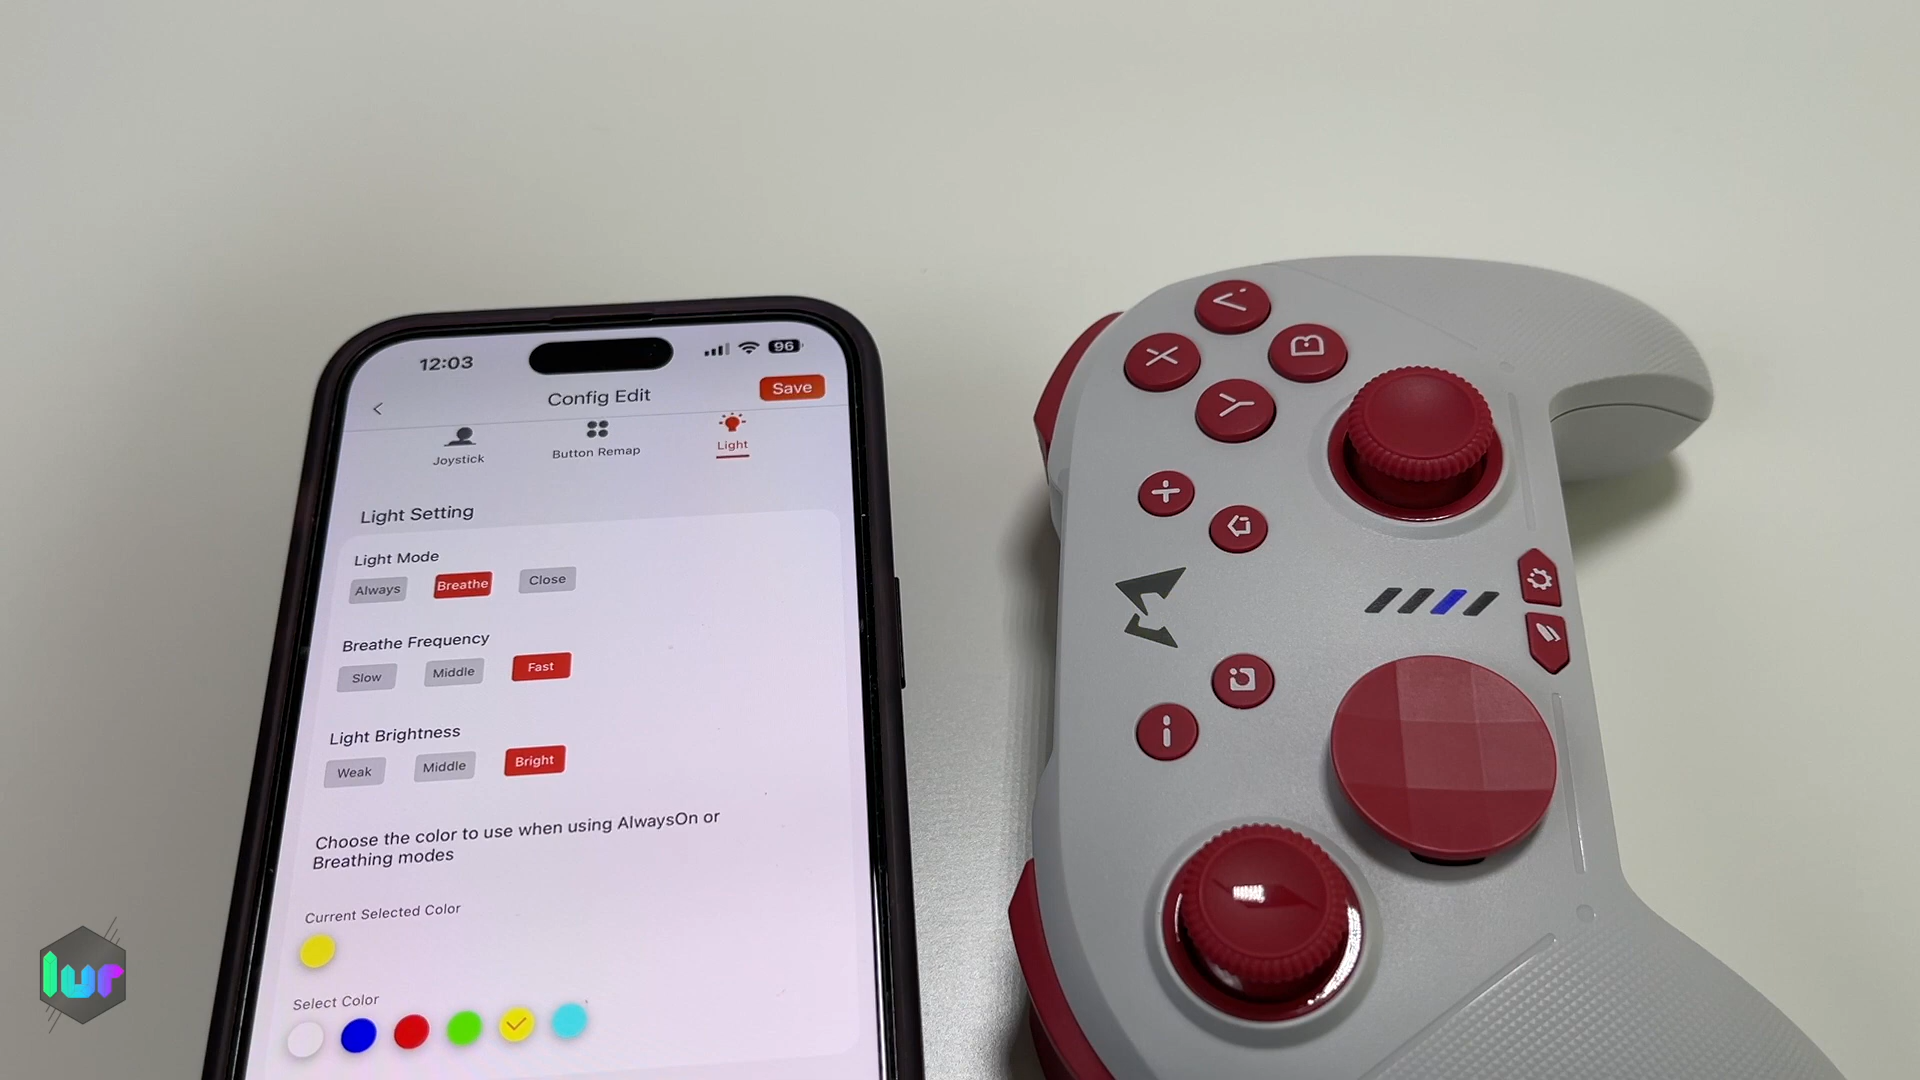 12:03
96
Config Edit
Save
Joystick
Button Remap
Light
Light Setting
Light Mode
Always
Breathe
Close
Breathe Frequency
Slow
Middle
Fast
Light Brightness
Weak
Middle
Bright
Choose the color to use when using AlwaysOn or
Breathing modes
Current Selected Color
Select Color
X
B
Y
lur